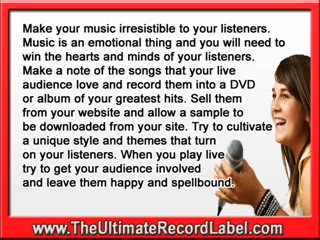 Make your music irresistible to your listeners.
Music is an emotional thing and you will need to
win the hearts and minds of your listeners.
Make a note of the songs that your live
audience love and record them into a DVD
or album of your greatest hits. Sell them
from your website and allow a sample to
be downloaded from your site. Try to cultivate
a unique style and themes that turn
on your listeners. When you play live
try to get your audience involved
and leave them happy and spellbound.
www.TheUltimateRecordLabel.com